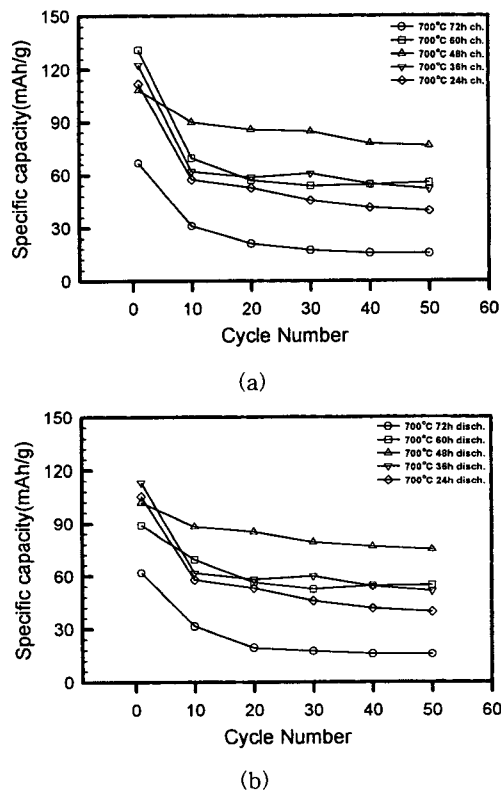 150
120
90
60
30
0
Specific capacity(mAh/g)
700°C 72h ch.
700°C 60h ch.
700°C 48h ch.
700°C 36h ch.
700°C 24h ch.
0 10 20 30 40 50 60
Cycle Number
(a)
150
120
90
60
30
0
Specific capacity(mAh/g)
700°C 72h disch.
700°C 60h disch.
700°C 48h disch.
700°C 36h disch.
700°C 24h disch.
0 10 20 30 40 50 60
Cycle Number
(b)